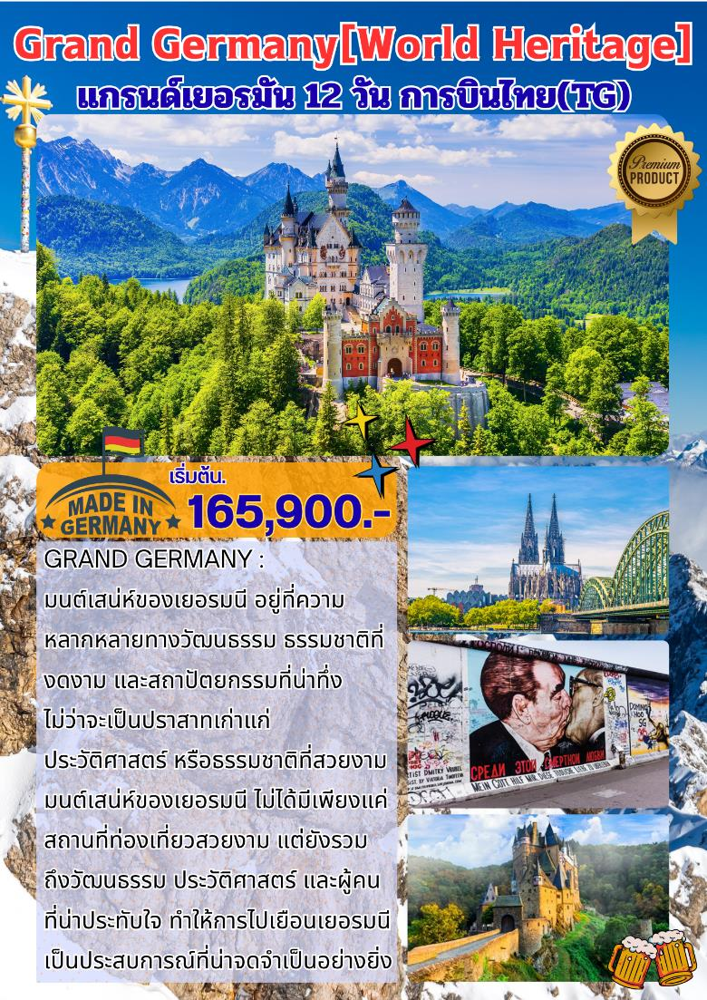 Grand Germany[World Heritage]
แกรนด์เยอรมัน 12 วัน การบินไทย(TG)
Premium
PRODUCT
เริ่มต้น.
165,900.-
MADE IN
GERMANY
GRAND GERMANY :
มนต์เสน่ห์ของเยอรมนี อยู่ที่ความ
หลากหลายทางวัฒนธรรม ธรรมชาติที่
งดงาม และสถาปัตยกรรมที่น่าทึ่ง
ไม่ว่าจะเป็นปราสาทเก่าแก่
ประวัติศาสตร์ หรือธรรมชาติที่สวยงาม
มนต์เสน่ห์ของเยอรมนี ไม่ได้มีเพียงแค่
สถานที่ท่องเที่ยวสวยงาม แต่ยังรวม
ถึงวัฒนธรรม ประวัติศาสตร์ และผู้คน
ที่น่าประทับใจ ทำให้การไปเยือนเยอรมนี
เป็นประสบการณ์ที่น่าจดจำเป็นอย่างยิ่ง
СРЕДИ ЭТОЙ СМЕРТНОЙ ЛЮБВИ
MEIN GOTT HILF MIR, DIESE TÖDLICHE LIEBE ZU ÜBERLEBEN
DMITRY VRUBEL